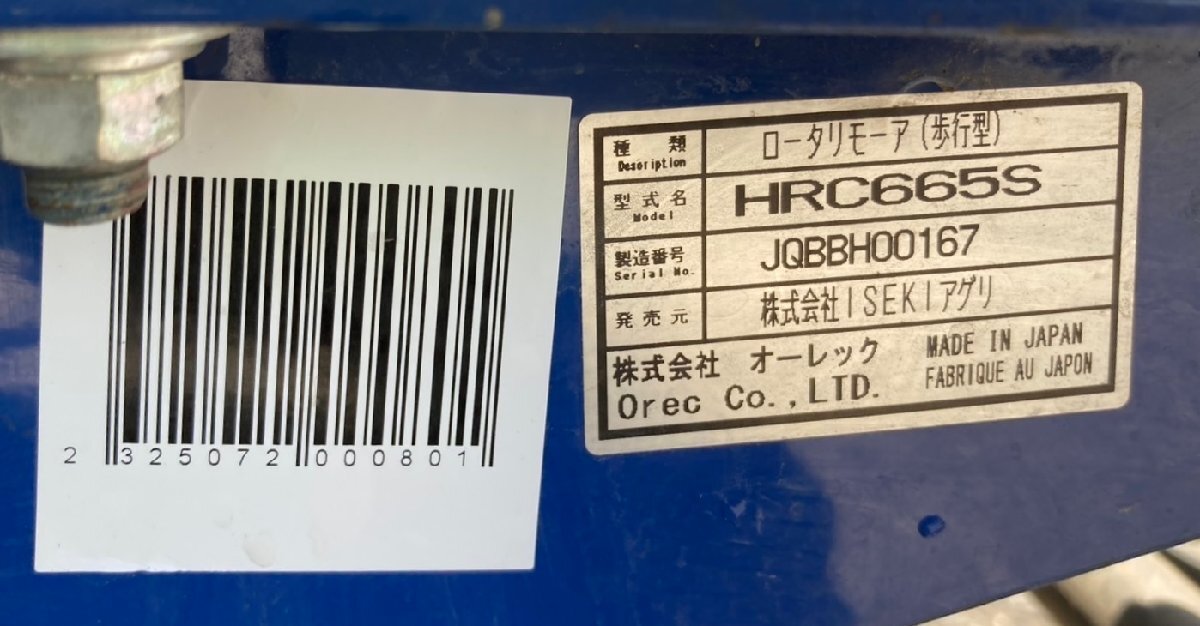 2 325072 000801
種類 ロータリモーア(歩行型)
Description
型式名 HRC665S
Model
製造番号 JQBBH00167
Serial No.
発売元 株式会社ISEKIアグリ
株式会社 オーレック MADE IN JAPAN
Orec Co.,LTD. FABRIQUE AU JAPON